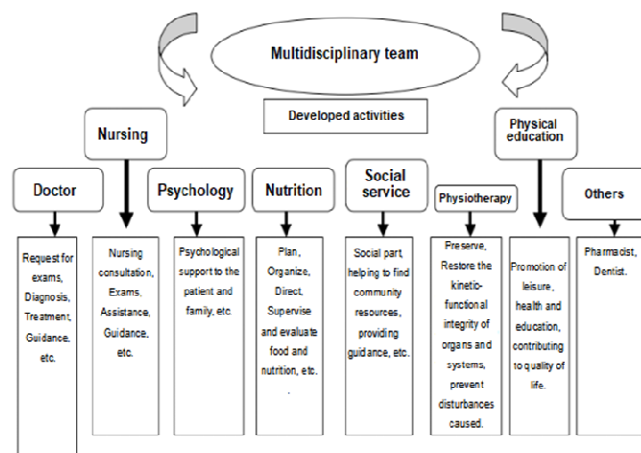 Multidisciplinary team
Developed activities
Nursing
Physical
education
Doctor
Psychology
Nutrition
Social
service
Physiotherapy
Others
Request for
exams,
Diagnosis,
Treatment,
Guidance,
etc.
Nursing
consultation,
Exams,
Assistance,
Guidance,
etc.
Psychological
support to the
patient and
family, etc.
Plan,
Organize,
Direct,
Supervise
and evaluate
food and
nutrition, etc.
.
Social part,
helping to find
community
resources,
providing
guidance, etc.
Preserve,
Restore the
kinetic-
functional
integrity of
organs and
systems,
prevent
disturbances
caused.
Promotion of
leisure,
health and
education,
contributing
to quality of
life.
Pharmacist,
Dentist.